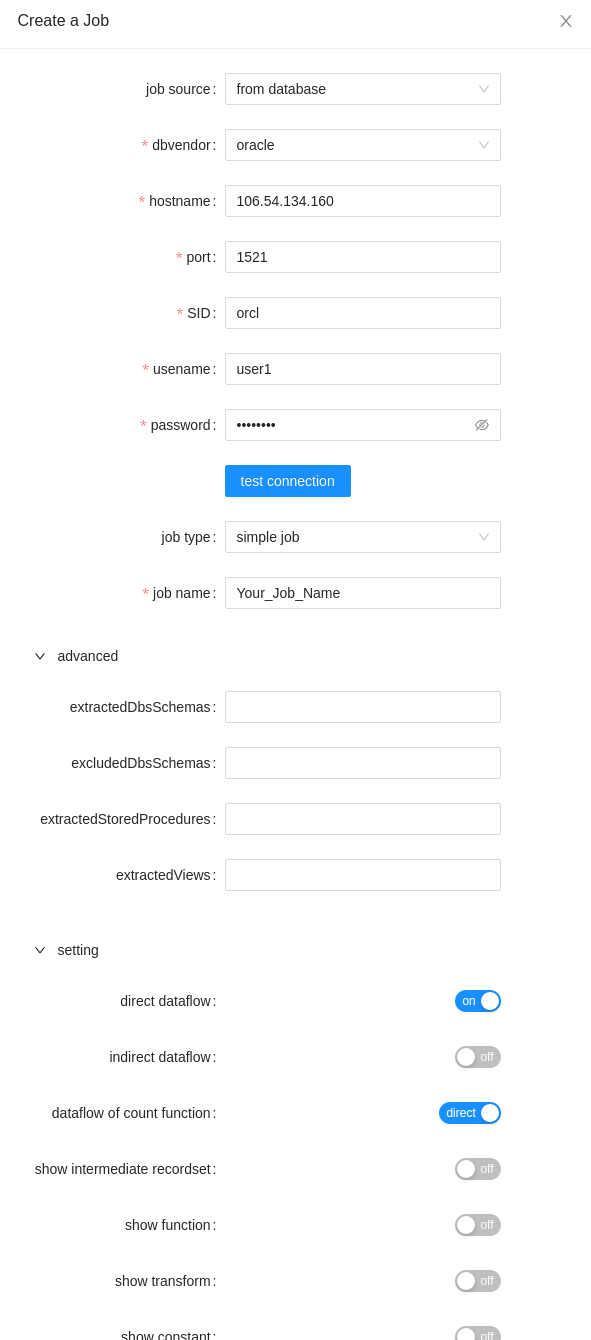 Create a Job
job source: from database
* dbvendor: oracle
* hostname: 106.54.134.160
* port: 1521
* SID: orcl
* usename: user1
* password: ••••••••
test connection
job type: simple job
* job name: Your_Job_Name
advanced
extractedDbsSchemas:
excludedDbsSchemas:
extractedStoredProcedures:
extractedViews:
setting
direct dataflow: on
indirect dataflow: off
dataflow of count function: direct
show intermediate recordset: off
show function: off
show transform: off
show constant: off